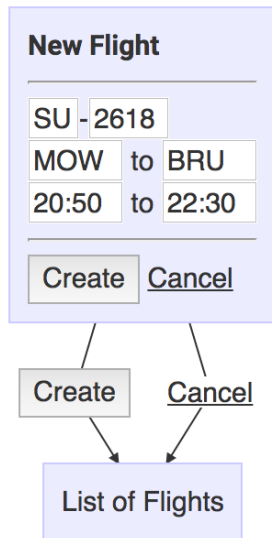 New Flight
SU - 2618
MOW to BRU
20:50 to 22:30
Create Cancel
Create Cancel
List of Flights